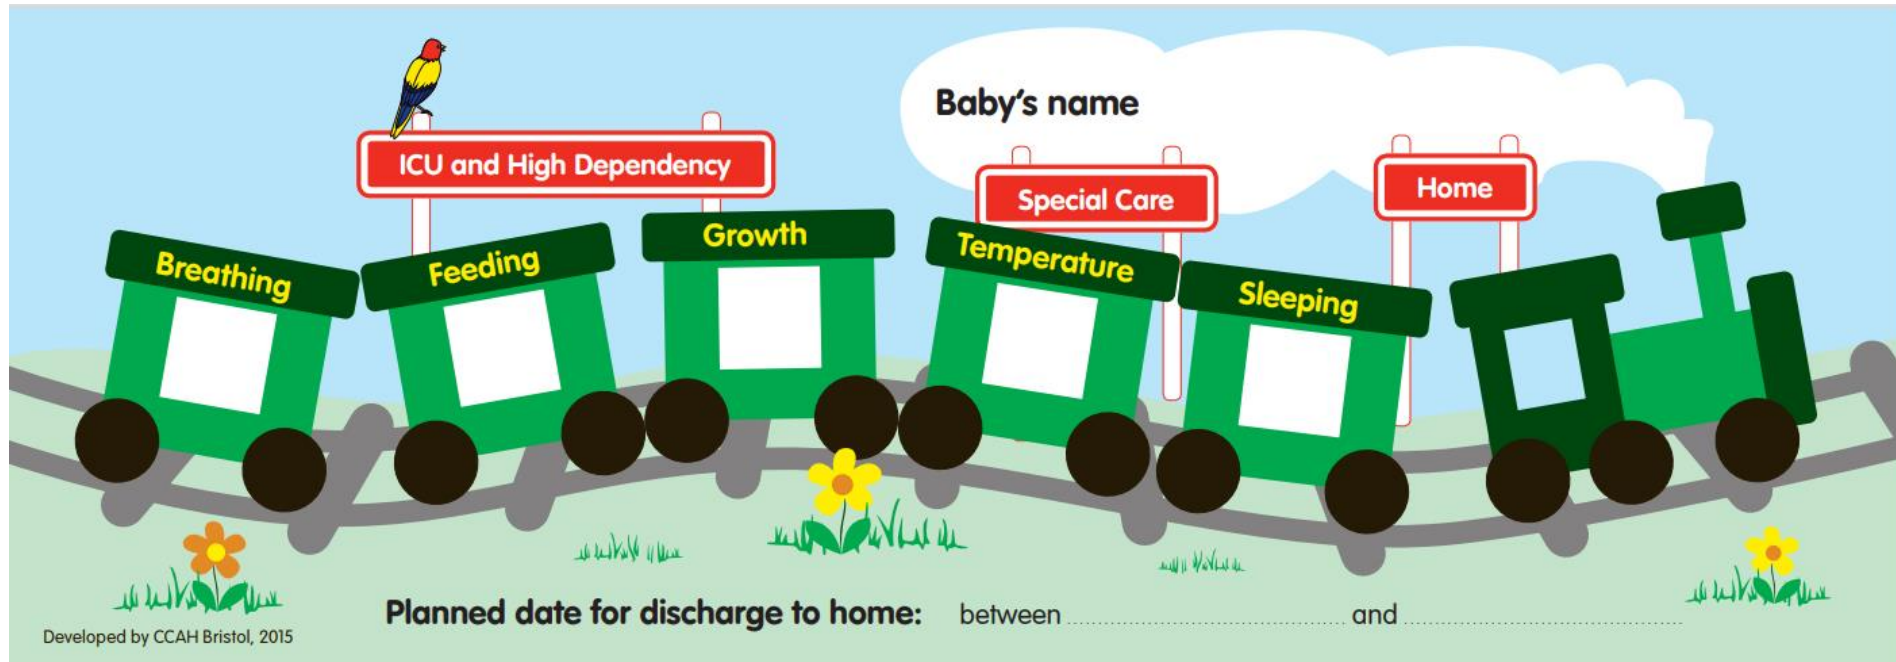 Baby's name
ICU and High Dependency
Special Care
Home
Breathing
Feeding
Growth
Temperature
Sleeping
Planned date for discharge to home: between ........................................ and ........................................
Developed by CCAH Bristol, 2015